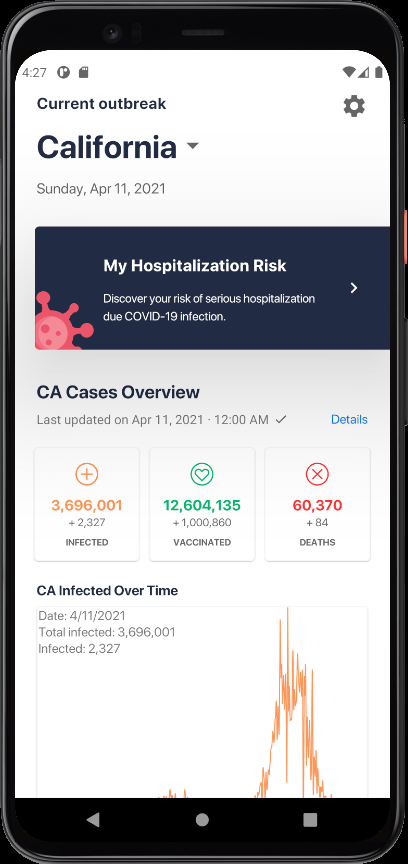 4:27
Current outbreak
California
Sunday, Apr 11, 2021
My Hospitalization Risk
Discover your risk of serious hospitalization
due COVID-19 infection.
CA Cases Overview
Last updated on Apr 11, 2021 · 12:00 AM Details
3,696,001 12,604,135 60,370
+ 2,327 + 1,000,860 + 84
INFECTED VACCINATED DEATHS
CA Infected Over Time
Date: 4/11/2021
Total infected: 3,696,001
Infected: 2,327